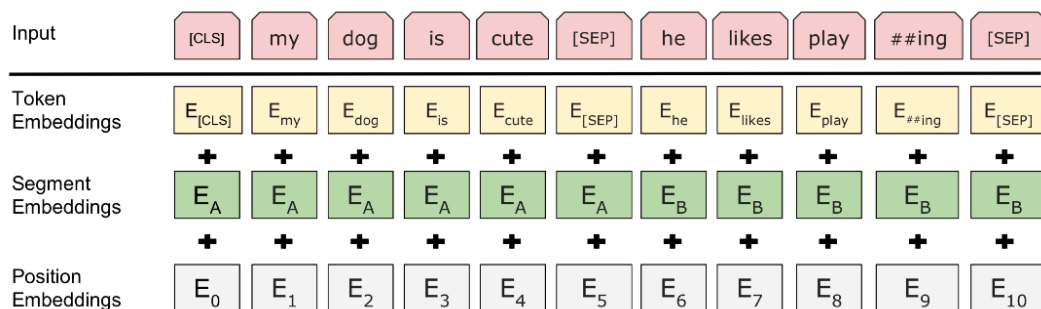 Input [CLS] my dog is cute [SEP] he likes play ##ing [SEP]
Token
Embeddings
E[CLS] Emy Edog Eis Ecute E[SEP] Ehe Elikes Eplay E##ing E[SEP]
+ + + + + + + + + + +
Segment
Embeddings
EA EA EA EA EA EA EB EB EB EB EB
+ + + + + + + + + + +
Position
Embeddings
E0 E1 E2 E3 E4 E5 E6 E7 E8 E9 E10